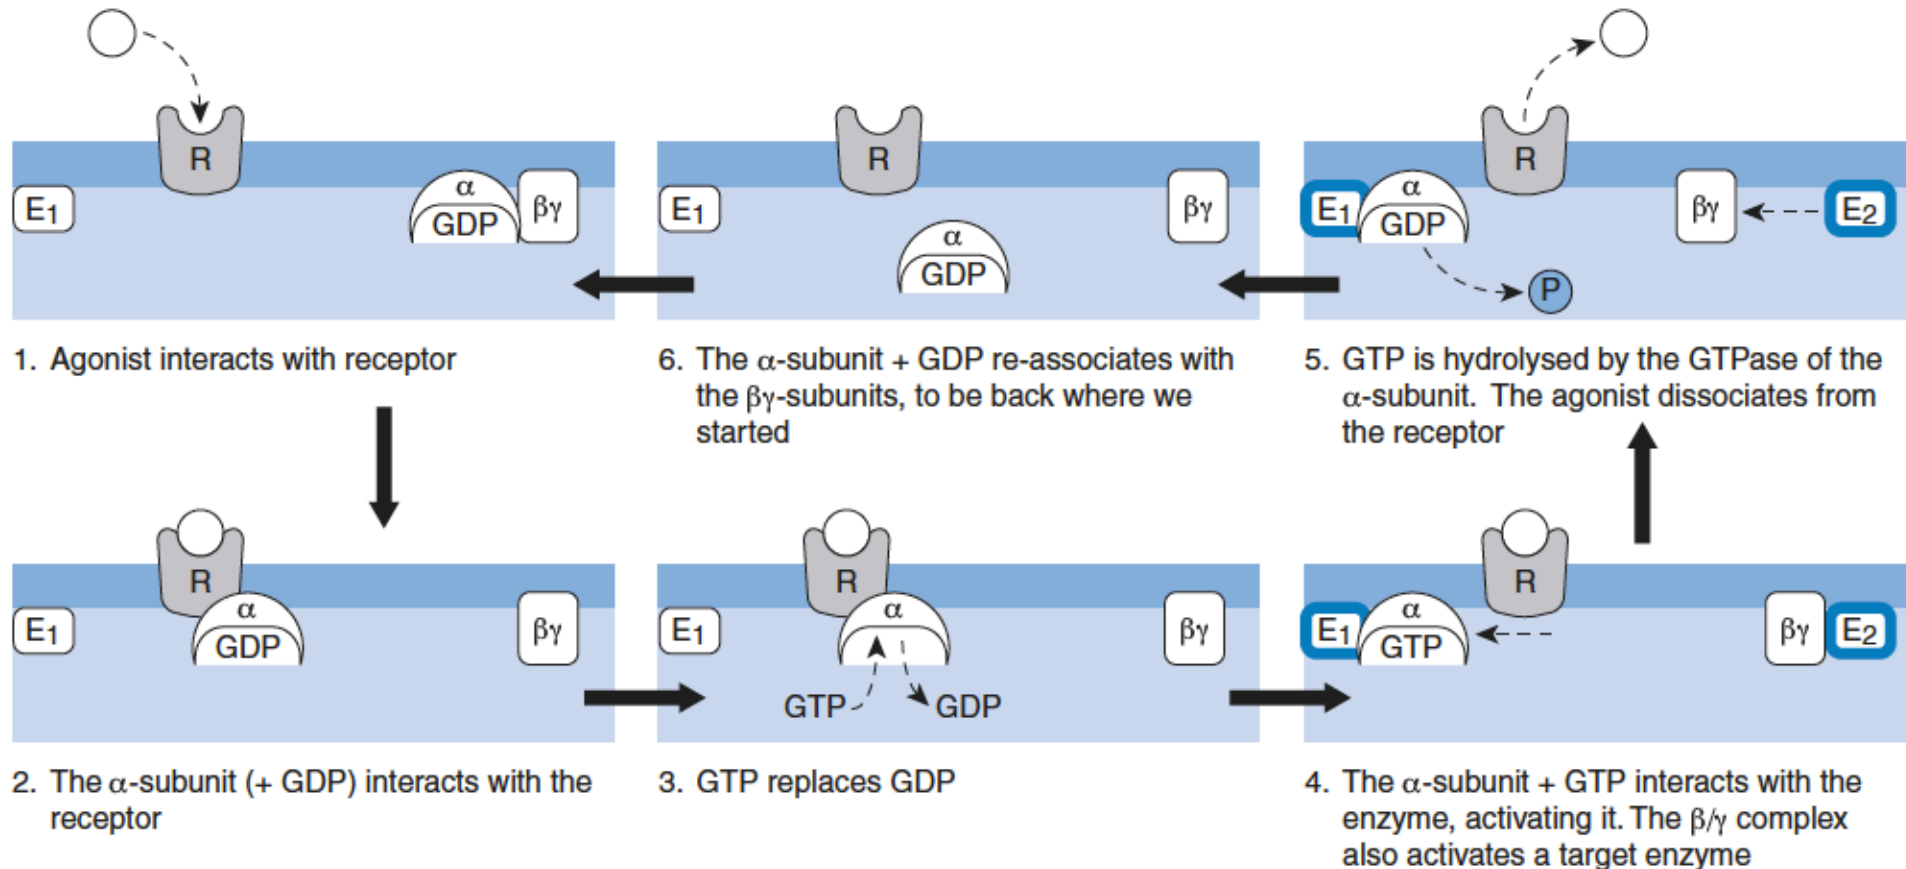 R
E1
α
GDP
βγ
1. Agonist interacts with receptor
R
E1
α
GDP
βγ
2. The α-subunit (+ GDP) interacts with the
receptor
R
E1
α
βγ
GTP
GDP
3. GTP replaces GDP
R
E1
α
GTP
βγ
E2
4. The α-subunit + GTP interacts with the
enzyme, activating it. The β/γ complex
also activates a target enzyme
R
E1
α
GDP
βγ
E2
P
5. GTP is hydrolysed by the GTPase of the
α-subunit. The agonist dissociates from
the receptor
R
E1
α
GDP
βγ
6. The α-subunit + GDP re-associates with
the βγ-subunits, to be back where we
started